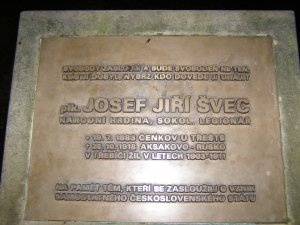 SVOBODY ZASLOUŽÍ A BUDE SVOBODEN NE TEN,
KDO JI DOBYL, NÝBRŽ KDO DOVEDE JI UHÁJIT
plk. JOSEF JIŘÍ ŠVEC
NÁRODNÍ HRDINA, SOKOL, LEGIONÁŘ
* 19. 7. 1883 ČENKOV U TŘEŠTĚ
† 25. 10. 1918 AKSAKOVO - RUSKO
V TŘEBÍČI ŽIL V LETECH 1903-1911
NA PAMĚŤ TĚM, KTEŘÍ SE ZASLOUŽILI O VZNIK
SAMOSTATNÉHO ČESKOSLOVENSKÉHO STÁTU